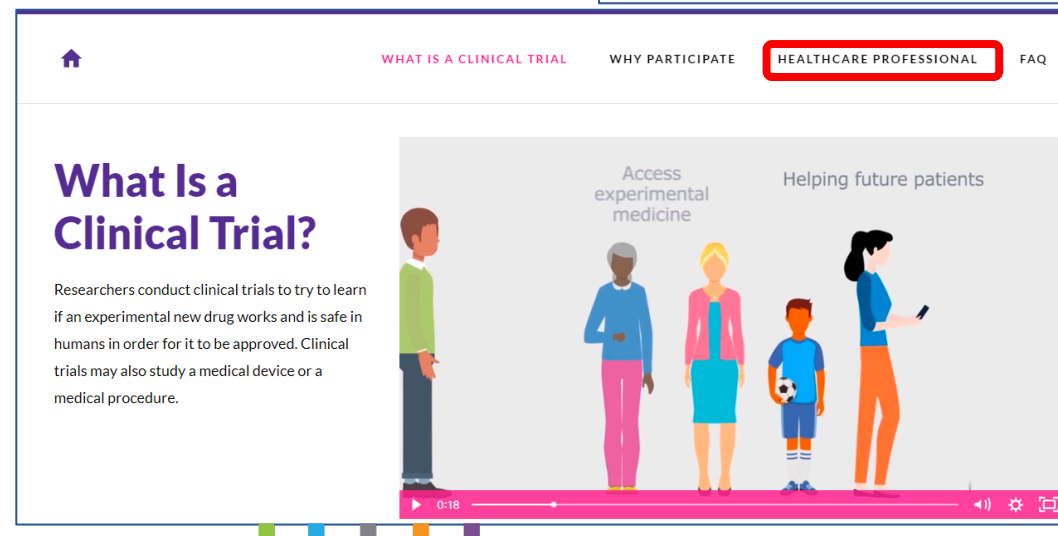 WHAT IS A CLINICAL TRIAL WHY PARTICIPATE HEALTHCARE PROFESSIONAL FAQ
What Is a
Clinical Trial?
Researchers conduct clinical trials to try to learn
if an experimental new drug works and is safe in
humans in order for it to be approved. Clinical
trials may also study a medical device or a
medical procedure.
Access
experimental
medicine
Helping future patients
0:18